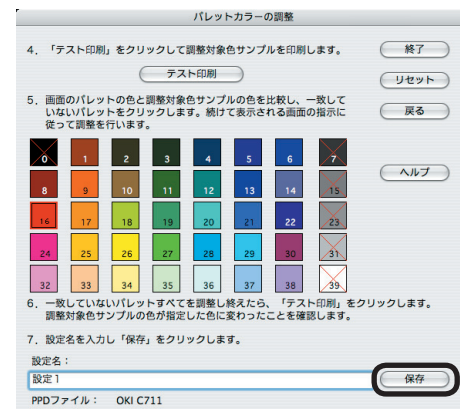 パレットカラーの調整
4. 「テスト印刷」をクリックして調整対象色サンプルを印刷します。
終了
テスト印刷
リセット
5. 画面のパレットの色と調整対象色サンプルの色を比較し、一致して
いないパレットをクリックします。続けて表示される画面の指示に
従って調整を行います。
戻る
0 1 2 3 4 5 6 7
ヘルプ
8 9 10 11 12 13 14 15
16 17 18 19 20 21 22 23
24 25 26 27 28 29 30 31
32 33 34 35 36 37 38 39
6. 一致していないパレットすべてを調整し終えたら、「テスト印刷」をクリックします。
調整対象色サンプルの色が指定した色に変わったことを確認します。
7. 設定名を入力し「保存」をクリックします。
設定名：
設定1
保存
PPDファイル： OKI C711